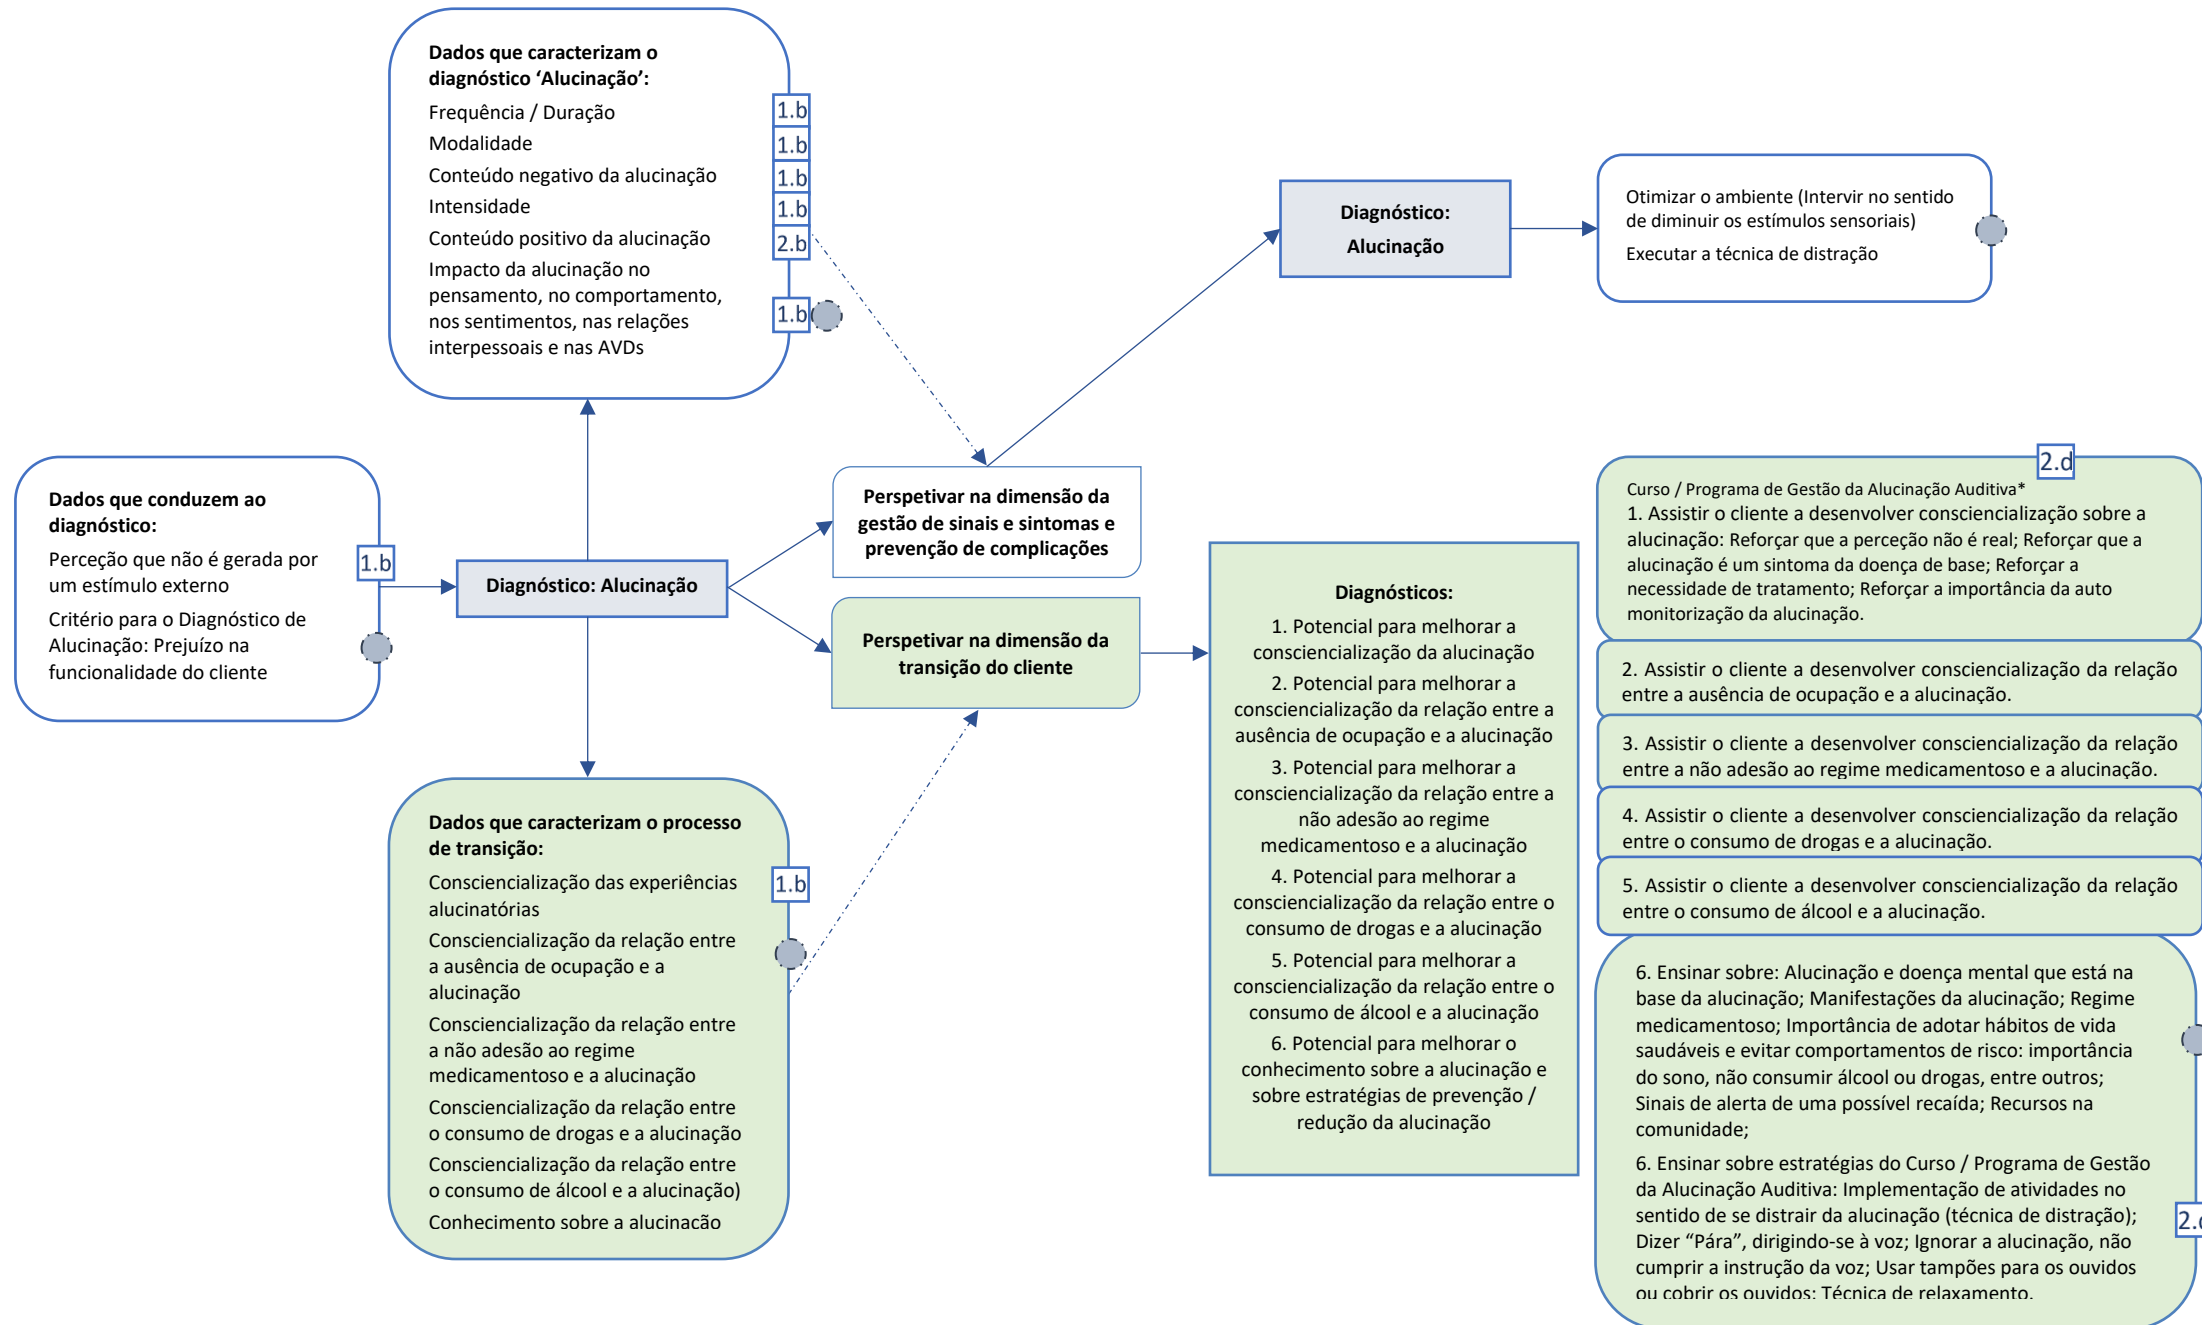 Dados que caracterizam o
diagnóstico ‘Alucinação’:
Frequência / Duração
1.b
Modalidade
1.b
Conteúdo negativo da alucinação
1.b
Intensidade
1.b
Conteúdo positivo da alucinação
2.b
Impacto da alucinação no
pensamento, no comportamento,
nos sentimentos, nas relações
interpessoais e nas AVDs
1.b
Dados que conduzem ao
diagnóstico:
Perceção que não é gerada por
um estímulo externo
1.b
Critério para o Diagnóstico de
Alucinação: Prejuízo na
funcionalidade do cliente
Diagnóstico: Alucinação
Dados que caracterizam o processo
de transição:
Consciencialização das experiências
alucinatórias
1.b
Consciencialização da relação entre
a ausência de ocupação e a
alucinação
Consciencialização da relação entre
a não adesão ao regime
medicamentoso e a alucinação
Consciencialização da relação entre
o consumo de drogas e a alucinação
Consciencialização da relação entre
o consumo de álcool e a alucinação)
Conhecimento sobre a alucinação
Perspetivar na dimensão da
gestão de sinais e sintomas e
prevenção de complicações
Perspetivar na dimensão da
transição do cliente
Diagnóstico:
Alucinação
Otimizar o ambiente (Intervir no sentido
de diminuir os estímulos sensoriais)
Executar a técnica de distração
Diagnósticos:
1. Potencial para melhorar a
consciencialização da alucinação
2. Potencial para melhorar a
consciencialização da relação entre a
ausência de ocupação e a alucinação
3. Potencial para melhorar a
consciencialização da relação entre a
não adesão ao regime
medicamentoso e a alucinação
4. Potencial para melhorar a
consciencialização da relação entre o
consumo de drogas e a alucinação
5. Potencial para melhorar a
consciencialização da relação entre o
consumo de álcool e a alucinação
6. Potencial para melhorar o
conhecimento sobre a alucinação e
sobre estratégias de prevenção /
redução da alucinação
2.d
Curso / Programa de Gestão da Alucinação Auditiva*
1. Assistir o cliente a desenvolver consciencialização sobre a
alucinação: Reforçar que a perceção não é real; Reforçar que a
alucinação é um sintoma da doença de base; Reforçar a
necessidade de tratamento; Reforçar a importância da auto
monitorização da alucinação.
2. Assistir o cliente a desenvolver consciencialização da relação
entre a ausência de ocupação e a alucinação.
3. Assistir o cliente a desenvolver consciencialização da relação
entre a não adesão ao regime medicamentoso e a alucinação.
4. Assistir o cliente a desenvolver consciencialização da relação
entre o consumo de drogas e a alucinação.
5. Assistir o cliente a desenvolver consciencialização da relação
entre o consumo de álcool e a alucinação.
6. Ensinar sobre: Alucinação e doença mental que está na
base da alucinação; Manifestações da alucinação; Regime
medicamentoso; Importância de adotar hábitos de vida
saudáveis e evitar comportamentos de risco: importância
do sono, não consumir álcool ou drogas, entre outros;
Sinais de alerta de uma possível recaída; Recursos na
comunidade;
6. Ensinar sobre estratégias do Curso / Programa de Gestão
da Alucinação Auditiva: Implementação de atividades no
sentido de se distrair da alucinação (técnica de distração);
Dizer “Pára”, dirigindo-se à voz; Ignorar a alucinação, não
cumprir a instrução da voz; Usar tampões para os ouvidos
ou cobrir os ouvidos; Técnica de relaxamento.